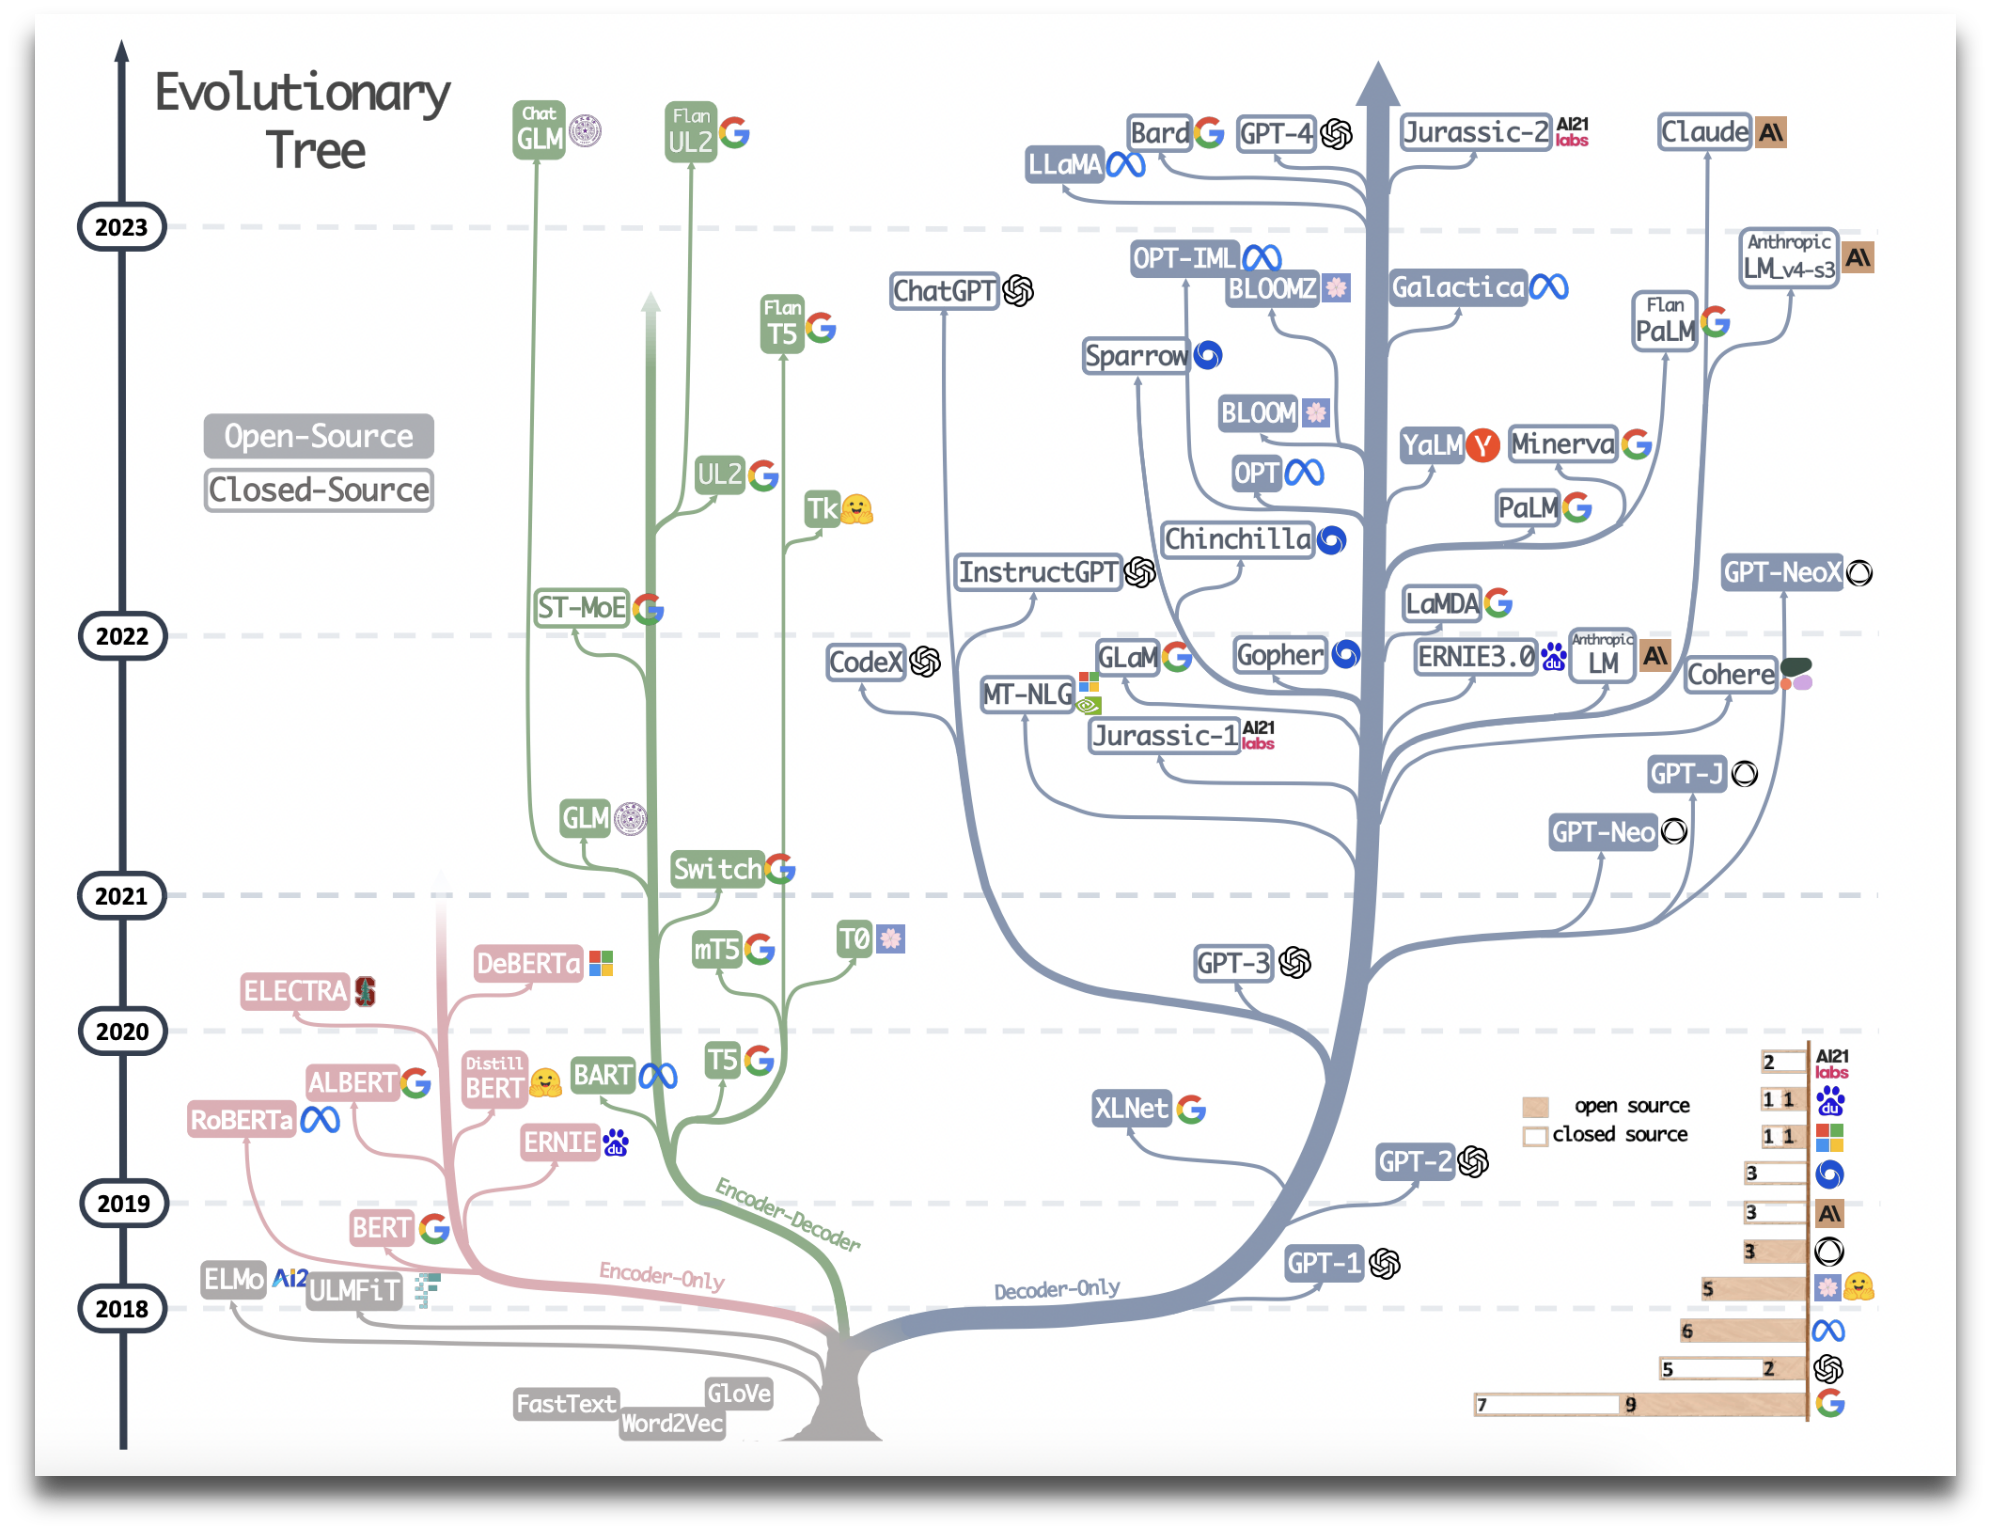 Evolutionary
Tree
2023
2022
2021
2020
2019
2018
Open-Source
Closed-Source
Chat
GLM
Flan
UL2
Flan
T5
UL2
Tk
ST-MoE
GLM
Switch
mT5
T0
DeBERTa
ELECTRA
ALBERT
Distill
BERT
BART
T5
RoBERTa
ERNIE
BERT
ELMo
Ai2
ULMFiT
FastText
Word2Vec
GloVe
Encoder-Only
Encoder-Decoder
Decoder-Only
Bard
GPT-4
Jurassic-2
AI21
labs
Claude
A\
LLaMA
OPT-IML
BLOOMZ
Galactica
Anthropic
LM_v4-s3
A\
ChatGPT
Flan
PaLM
Sparrow
BLOOM
YaLM
Y
Minerva
OPT
PaLM
Chinchilla
InstructGPT
GPT-NeoX
LaMDA
CodeX
GLaM
Gopher
ERNIE3.0
du
Anthropic
LM
A\
Cohere
MT-NLG
Jurassic-1
AI21
labs
GPT-J
GPT-Neo
GPT-3
XLNet
GPT-2
GPT-1
open source
closed source
2
AI21
labs
1 1
du
1 1
3
3
A\
3
5
6
5 2
7 9